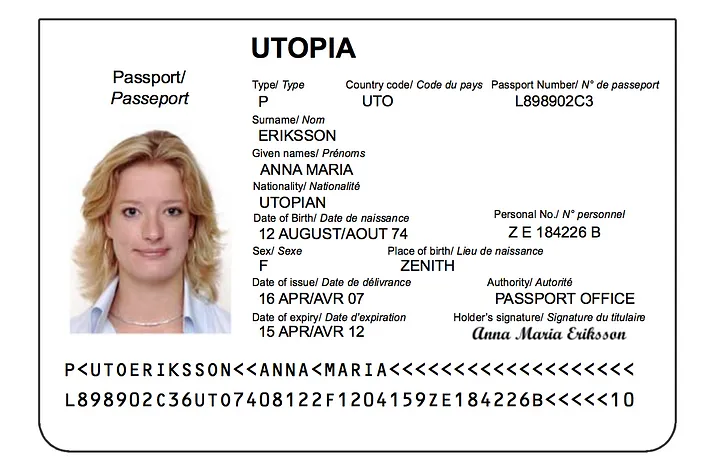 UTOPIA
Passport/
Passeport
Type/ Type Country code/ Code du pays Passport Number/ N° de passeport
P UTO L898902C3
Surname/ Nom
ERIKSSON
Given names/ Prénoms
ANNA MARIA
Nationality/ Nationalité
UTOPIAN
Date of Birth/ Date de naissance Personal No./ N° personnel
12 AUGUST/AOUT 74 Z E 184226 B
Sex/ Sexe Place of birth/ Lieu de naissance
F ZENITH
Date of issue/ Date de délivrance Authority/ Autorité
16 APR/AVR 07 PASSPORT OFFICE
Date of expiry/ Date d'expiration Holder's signature/ Signature du titulaire
15 APR/AVR 12 Anna Maria Eriksson
P<UTOERIKSSON<<ANNA<MARIA<<<<<<<<<<<<<<<<<<<
L898902C36UTO7408122F1204159ZE184226B<<<<<10